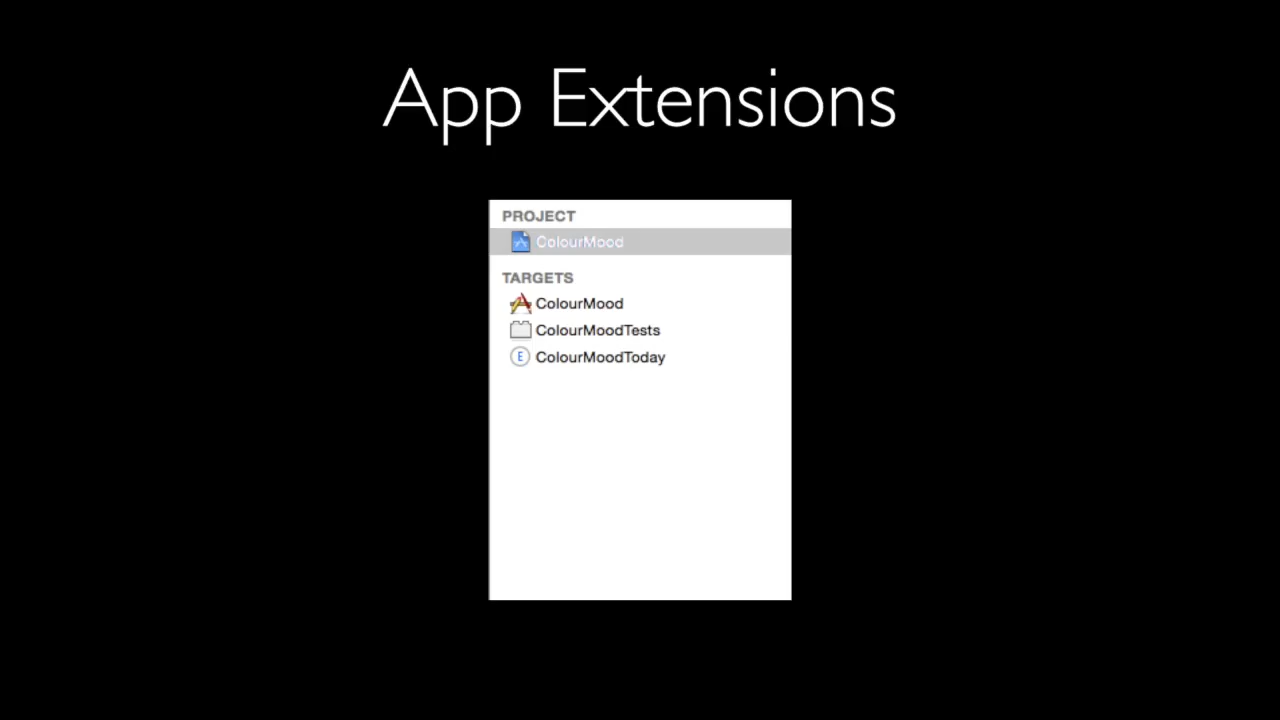 App Extensions
PROJECT
ColourMood
TARGETS
ColourMood
ColourMoodTests
E ColourMoodToday